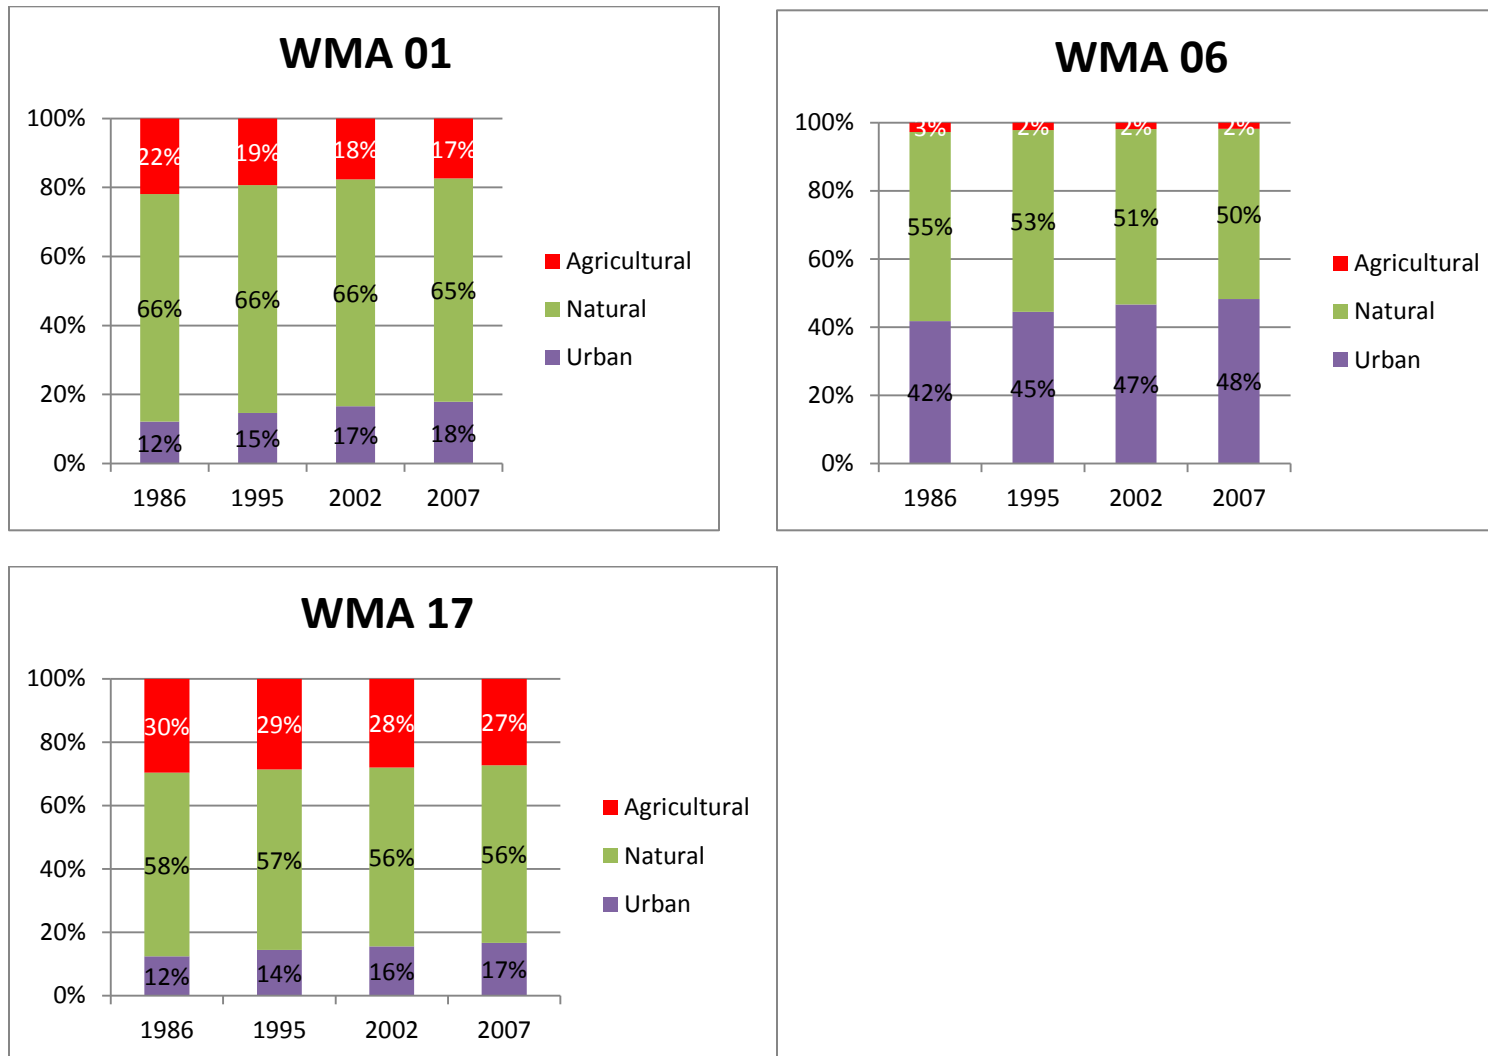 WMA 01
100%
80%
60%
40%
20%
0%
22% 19% 18% 17%
66% 66% 66% 65%
12% 15% 17% 18%
1986 1995 2002 2007
Agricultural
Natural
Urban
WMA 06
100%
80%
60%
40%
20%
0%
3% 2% 2% 2%
55% 53% 51% 50%
42% 45% 47% 48%
1986 1995 2002 2007
Agricultural
Natural
Urban
WMA 17
100%
80%
60%
40%
20%
0%
30% 29% 28% 27%
58% 57% 56% 56%
12% 14% 16% 17%
1986 1995 2002 2007
Agricultural
Natural
Urban